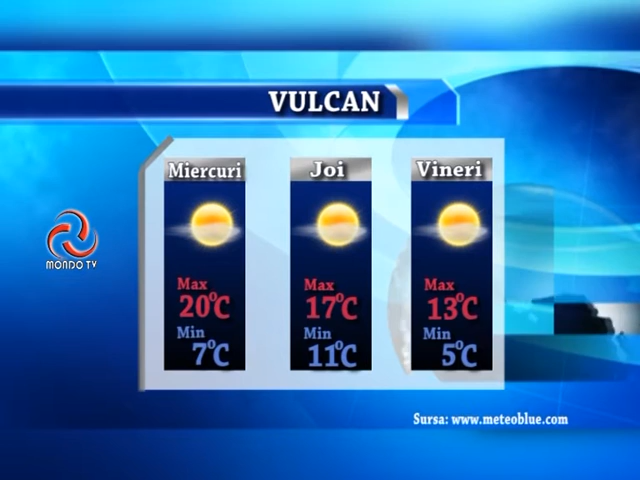 VULCAN
Miercuri
Max
20°C
Min
7°C
Joi
Max
17°C
Min
11°C
Vineri
Max
13°C
Min
5°C
MONDO TV
Sursa: www.meteoblue.com